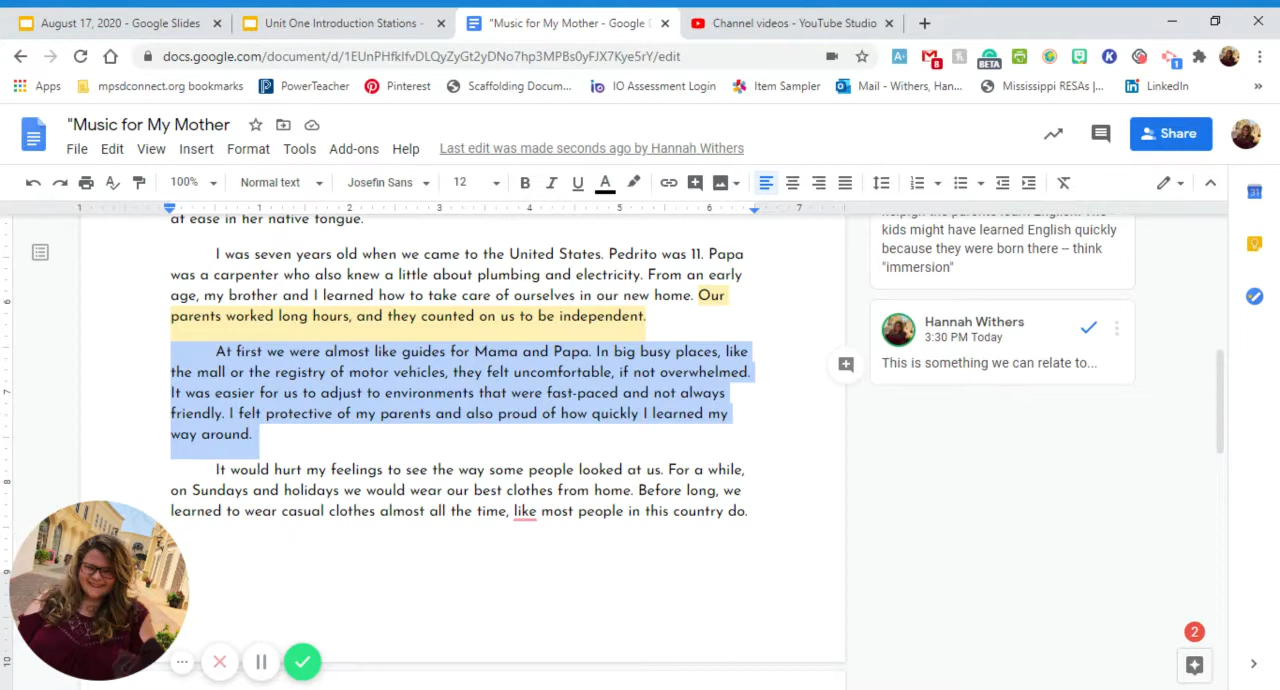 August 17, 2020 - Google Slides
Unit One Introduction Stations -
"Music for My Mother - Google D
Channel videos - YouTube Studio
docs.google.com/document/d/
/edit
Apps
mpsdconnect.org bookmarks
PowerTeacher
Pinterest
Scaffolding Docum...
IO Assessment Login
Item Sampler
Mail - Withers, Han...
Mississippi RESAs |...
LinkedIn
"Music for My Mother
File Edit View Insert Format Tools Add-ons Help
Last edit was made seconds ago by Hannah Withers
Share
100%
Normal text
Josefin Sans
12
B I U A
1 1 2 3 4 5 6 7
at ease in her native tongue.
I was seven years old when we came to the United States. Pedrito was 11. Papa
was a carpenter who also knew a little about plumbing and electricity. From an early
age, my brother and I learned how to take care of ourselves in our new home. Our
parents worked long hours, and they counted on us to be independent.
At first we were almost like guides for Mama and Papa. In big busy places, like
the mall or the registry of motor vehicles, they felt uncomfortable, if not overwhelmed.
It was easier for us to adjust to environments that were fast-paced and not always
friendly. I felt protective of my parents and also proud of how quickly I learned my
way around.
It would hurt my feelings to see the way some people looked at us. For a while,
on Sundays and holidays we would wear our best clothes from home. Before long, we
learned to wear casual clothes almost all the time, like most people in this country do.
kids might have learned English quickly
because they were born there -- think
"immersion"
Hannah Withers
3:30 PM Today
This is something we can relate to...
2